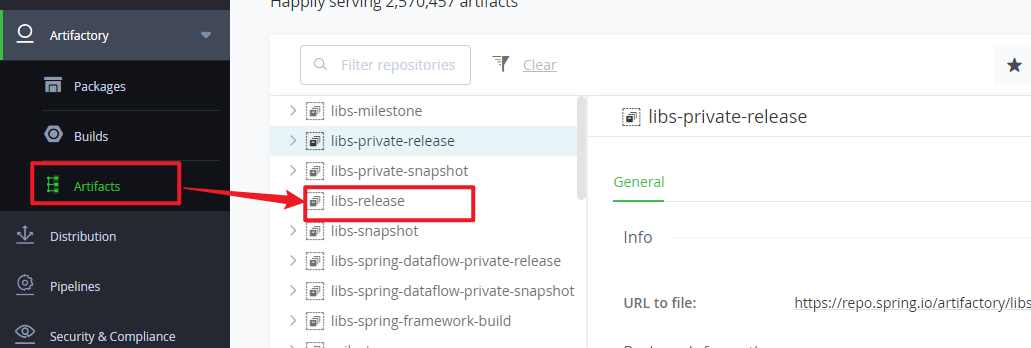 Happily serving 2,570,457 artifacts
Artifactory
Packages
Builds
Artifacts
Distribution
Pipelines
Security & Compliance
Filter repositories
Clear
libs-milestone
libs-private-release
libs-private-snapshot
libs-release
libs-snapshot
libs-spring-dataflow-private-release
libs-spring-dataflow-private-snapshot
libs-spring-framework-build
libs-private-release
General
Info
URL to file: https://repo.spring.io/artifactory/libs